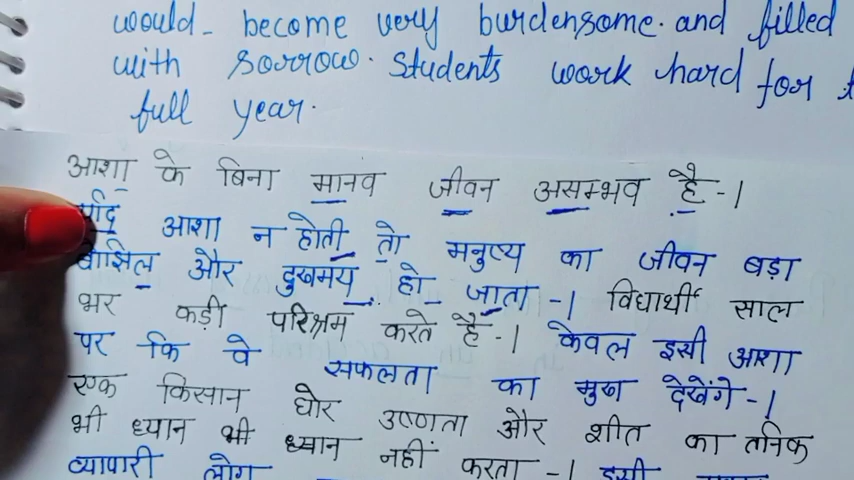 would become very burdensome. and filled
with sorrow. Students work hard for
full year.
आशा के बिना मानव जीवन असम्भव है -।
यदि आशा न होती तो मनुष्य का जीवन बड़ा
बोझिल और दुखमय हो जाता -। विद्यार्थी साल
भर कड़ी परिश्रम करते है -। केवल इसी आशा
पर कि वे सफलता का मुख देखेंगे -।
एक किसान घोर उष्णता और शीत का तनिक
भी ध्यान भी ध्यान नहीं करता -। इसी
व्यापारी लोग